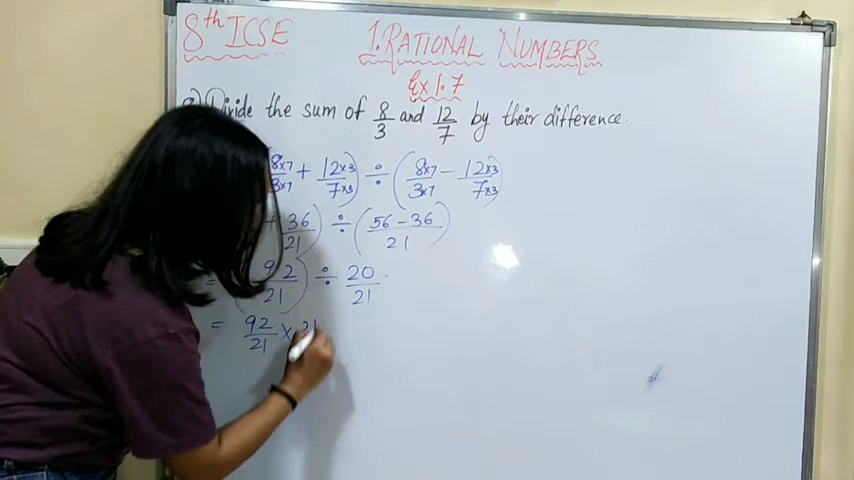 8th ICSE 1. RATIONAL NUMBERS
Ex 1.7
Divide the sum of 8/3 and 12/7 by their difference.
8×7/3×7 + 12×3/7×3) ÷ (8×7/3×7 - 12×3/7×3)
+ 36/21) ÷ (56 - 36/21)
= (92/21) ÷ 20/21
= 92/21 × 21